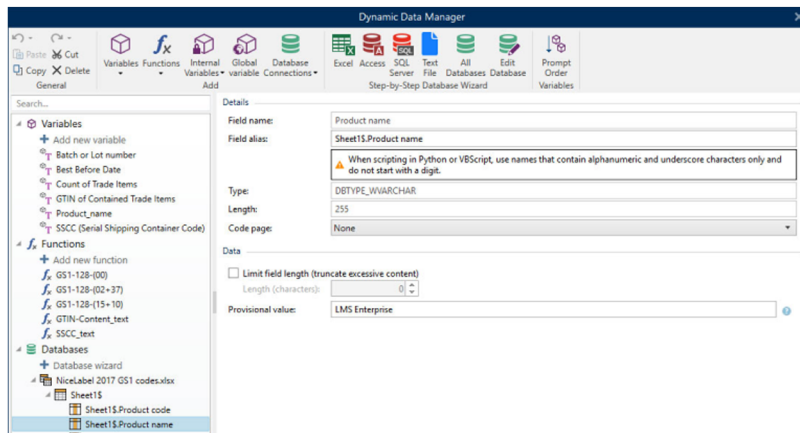 Dynamic Data Manager
Paste Cut
Copy Delete
General
Variables Functions Internal Variables Global variable Database Connections
Add
Excel Access SQL Server Text File All Databases Edit Database
Step-by-Step Database Wizard
Prompt Order
Variables
Search...
Variables
Add new variable
Batch or Lot number
Best Before Date
Count of Trade Items
GTIN of Contained Trade Items
Product_name
SSCC (Serial Shipping Container Code)
Functions
Add new function
GS1-128-(00)
GS1-128-(02+37)
GS1-128-(15+10)
GTIN-Content_text
SSCC_text
Databases
Database wizard
NiceLabel 2017 GS1 codes.xlsx
Sheet1$
Sheet1$.Product code
Sheet1$.Product name
Details
Field name: Product name
Field alias: Sheet1$.Product name
When scripting in Python or VBScript, use names that contain alphanumeric and underscore characters only and
do not start with a digit.
Type: DBTYPE_WVARCHAR
Length: 255
Code page: None
Data
Limit field length (truncate excessive content)
Length (characters): 0
Provisional value: LMS Enterprise